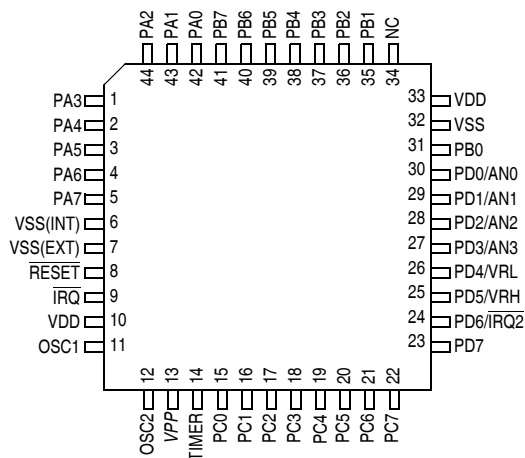 PA2 PA1 PA0 PB7 PB6 PB5 PB4 PB3 PB2 PB1 NC
44 43 42 41 40 39 38 37 36 35 34
PA3 1 33 VDD
PA4 2 32 VSS
PA5 3 31 PB0
PA6 4 30 PD0/AN0
PA7 5 29 PD1/AN1
VSS(INT) 6 28 PD2/AN2
VSS(EXT) 7 27 PD3/AN3
RESET 8 26 PD4/VRL
IRQ 9 25 PD5/VRH
VDD 10 24 PD6/IRQ2
OSC1 11 23 PD7
12 13 14 15 16 17 18 19 20 21 22
OSC2 VPP TIMER PC0 PC1 PC2 PC3 PC4 PC5 PC6 PC7